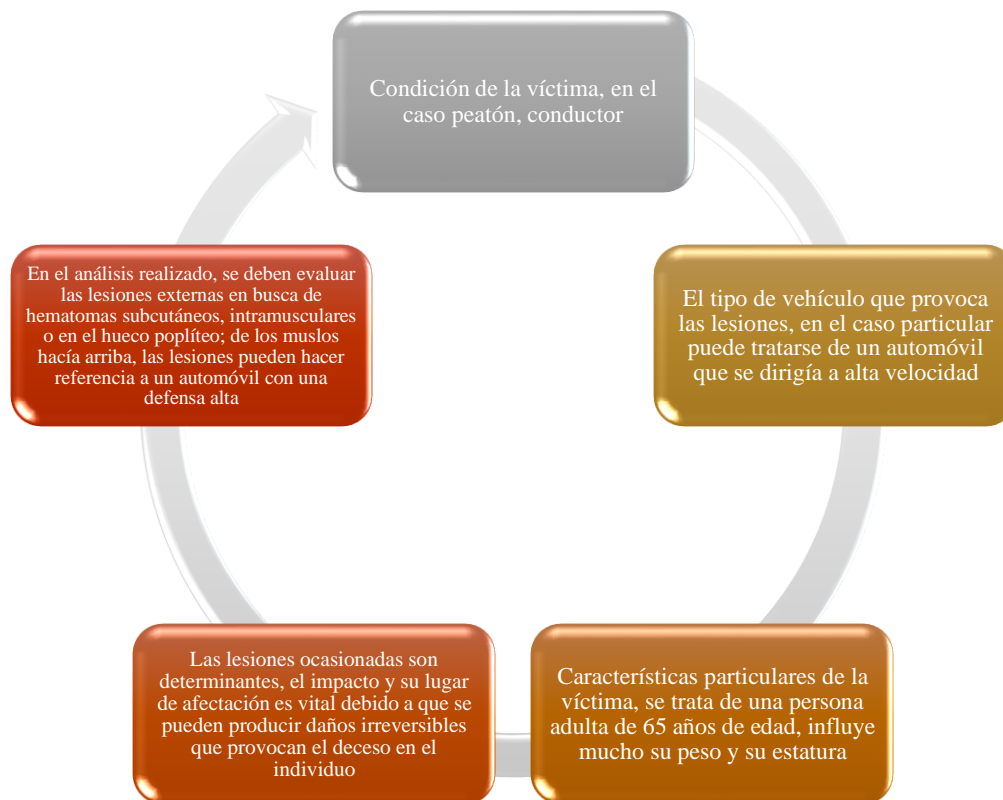 Condición de la víctima, en el
caso peatón, conductor
El tipo de vehículo que provoca
las lesiones, en el caso particular
puede tratarse de un automóvil
que se dirigía a alta velocidad
Características particulares de la
víctima, se trata de una persona
adulta de 65 años de edad, influye
mucho su peso y su estatura
Las lesiones ocasionadas son
determinantes, el impacto y su lugar
de afectación es vital debido a que se
pueden producir daños irreversibles
que provocan el deceso en el
individuo
En el análisis realizado, se deben evaluar
las lesiones externas en busca de
hematomas subcutáneos, intramusculares
o en el hueco poplíteo; de los muslos
hacía arriba, las lesiones pueden hacer
referencia a un automóvil con una
defensa alta